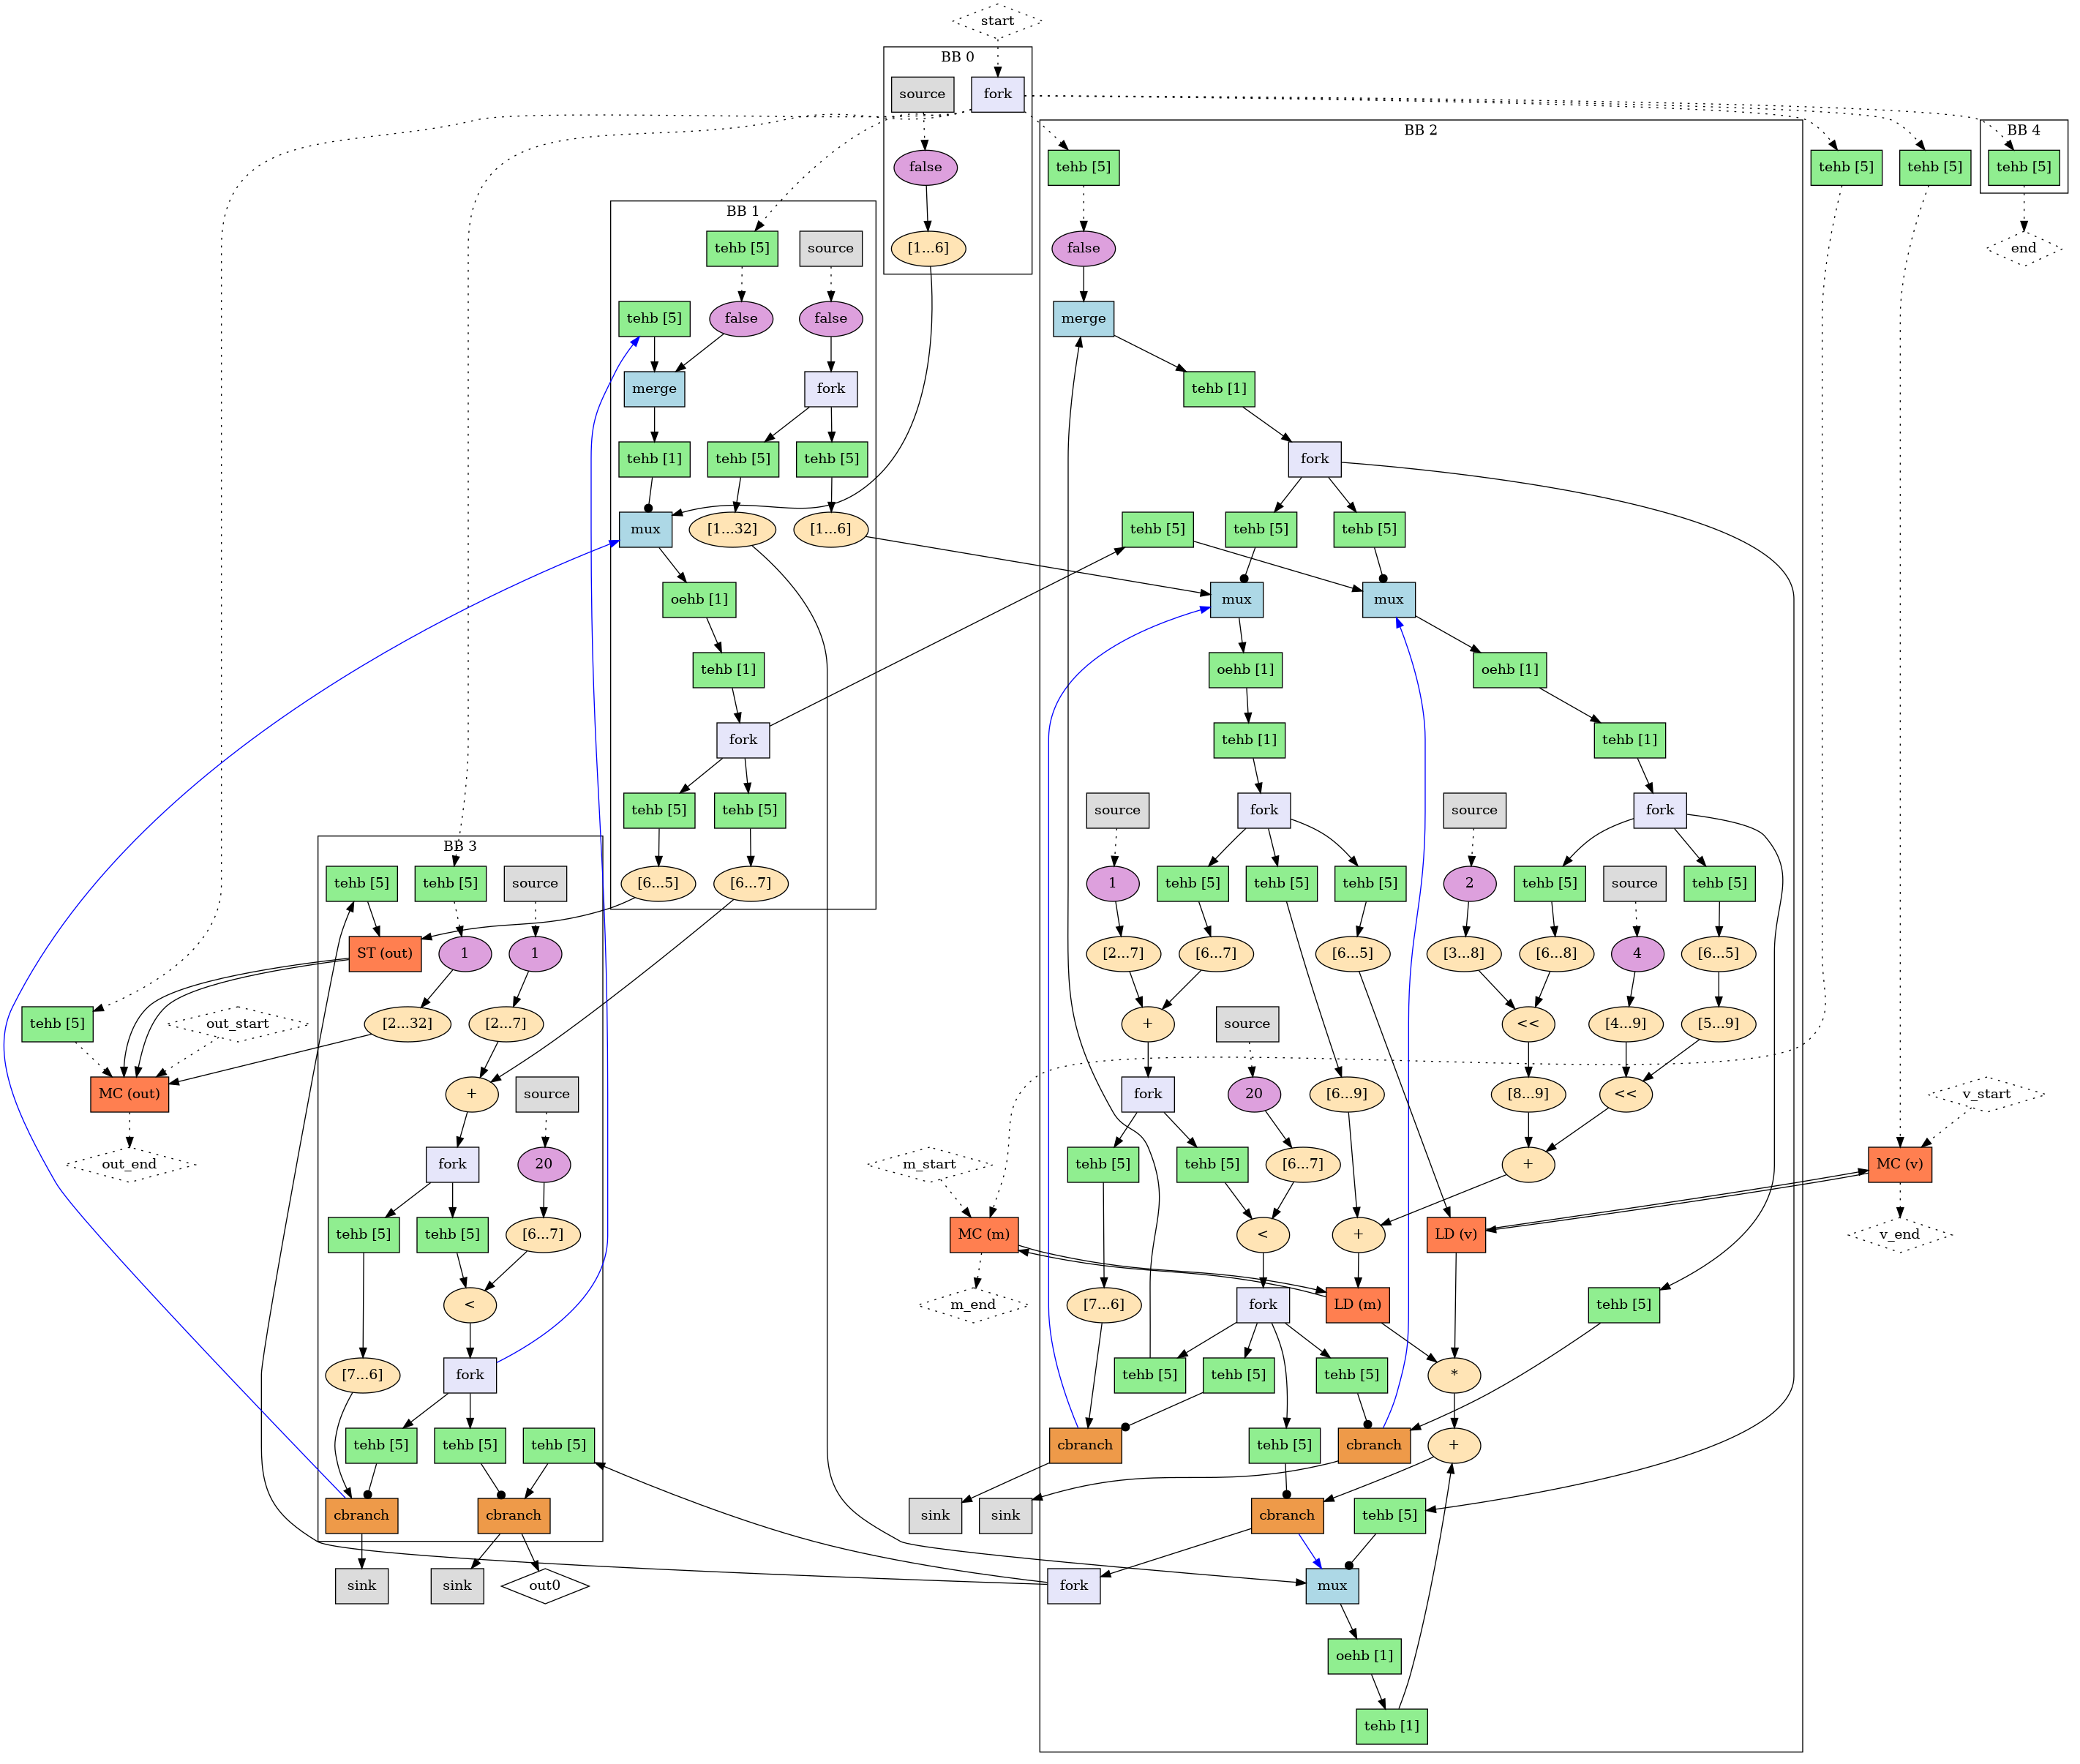 start
BB 0
source
fork
BB 2
BB 4
false
tehb [5]
tehb [5]
tehb [5]
tehb [5]
BB 1
tehb [5]
source
[1...6]
false
end
tehb [5]
false
false
merge
merge
fork
tehb [1]
tehb [1]
tehb [5]
tehb [5]
fork
mux
[1...32]
[1...6]
tehb [5]
tehb [5]
tehb [5]
oehb [1]
mux
mux
tehb [1]
oehb [1]
oehb [1]
fork
tehb [1]
tehb [1]
tehb [5]
tehb [5]
source
fork
source
fork
BB 3
tehb [5]
tehb [5]
source
[6...5]
[6...7]
1
tehb [5]
tehb [5]
tehb [5]
2
tehb [5]
source
tehb [5]
ST (out)
1
1
[2...7]
[6...7]
[6...5]
[3...8]
[6...8]
4
[6...5]
tehb [5]
out_start
[2...32]
[2...7]
+
source
<<
[4...9]
[5...9]
MC (out)
+
source
fork
20
[6...9]
[8...9]
<<
v_start
out_end
fork
20
m_start
tehb [5]
tehb [5]
[6...7]
+
MC (v)
tehb [5]
tehb [5]
[6...7]
MC (m)
<
+
LD (v)
v_end
<
m_end
[7...6]
fork
LD (m)
tehb [5]
[7...6]
fork
tehb [5]
tehb [5]
tehb [5]
*
tehb [5]
tehb [5]
tehb [5]
cbranch
tehb [5]
cbranch
+
cbranch
cbranch
sink
sink
cbranch
tehb [5]
sink
sink
out0
fork
mux
oehb [1]
tehb [1]